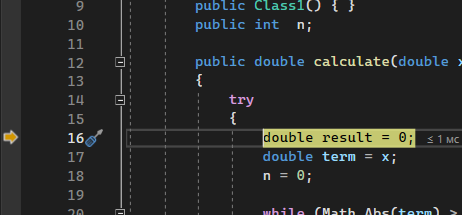 9 public Class1() { }
10 public int n;
11
12 public double calculate(double x
13 {
14 try
15 {
16 double result = 0; ≤ 1 мс
17 double term = x;
18 n = 0;
19
20 while (Math.Abs(term) >